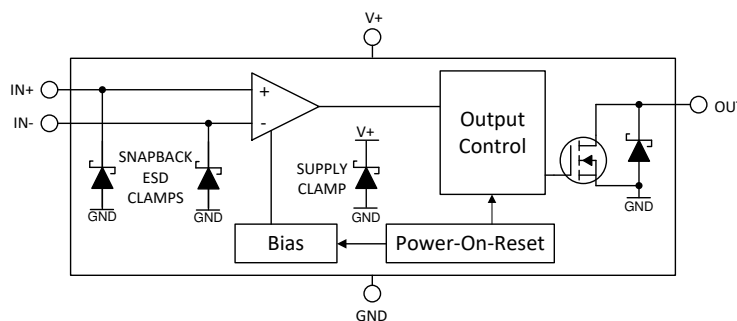 V+
IN+
IN-
+
-
SNAPBACK
ESD
CLAMPS
GND
GND
V+
SUPPLY
CLAMP
GND
Output
Control
OUT
GND
Bias
Power-On-Reset
GND